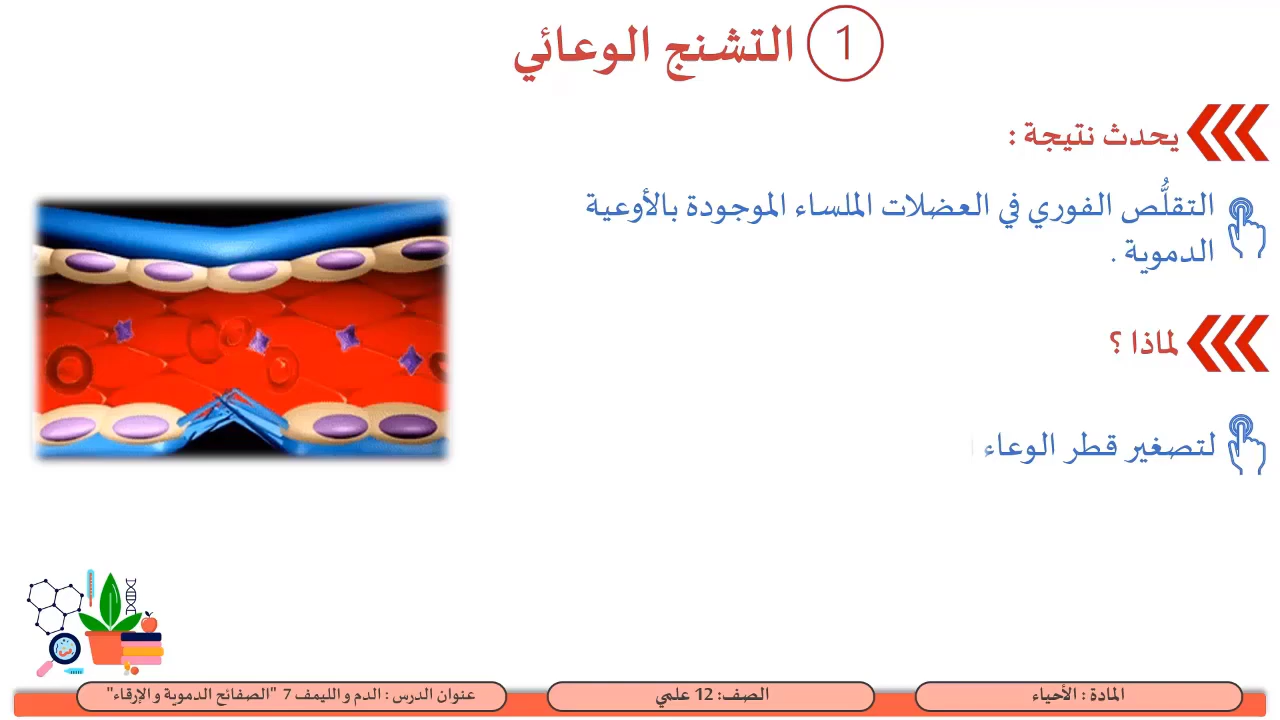 1 التشنج الوعائي
يحدث نتيجة :
التقلُّص الفوري في العضلات الملساء الموجودة بالأوعية
الدموية .
لماذا ؟
لتصغير قطر الوعاء
المادة : الأحياء
الصف: 12 علمي
عنوان الدرس : الدم و الليمف 7 "الصفائح الدموية و الإرقاء"